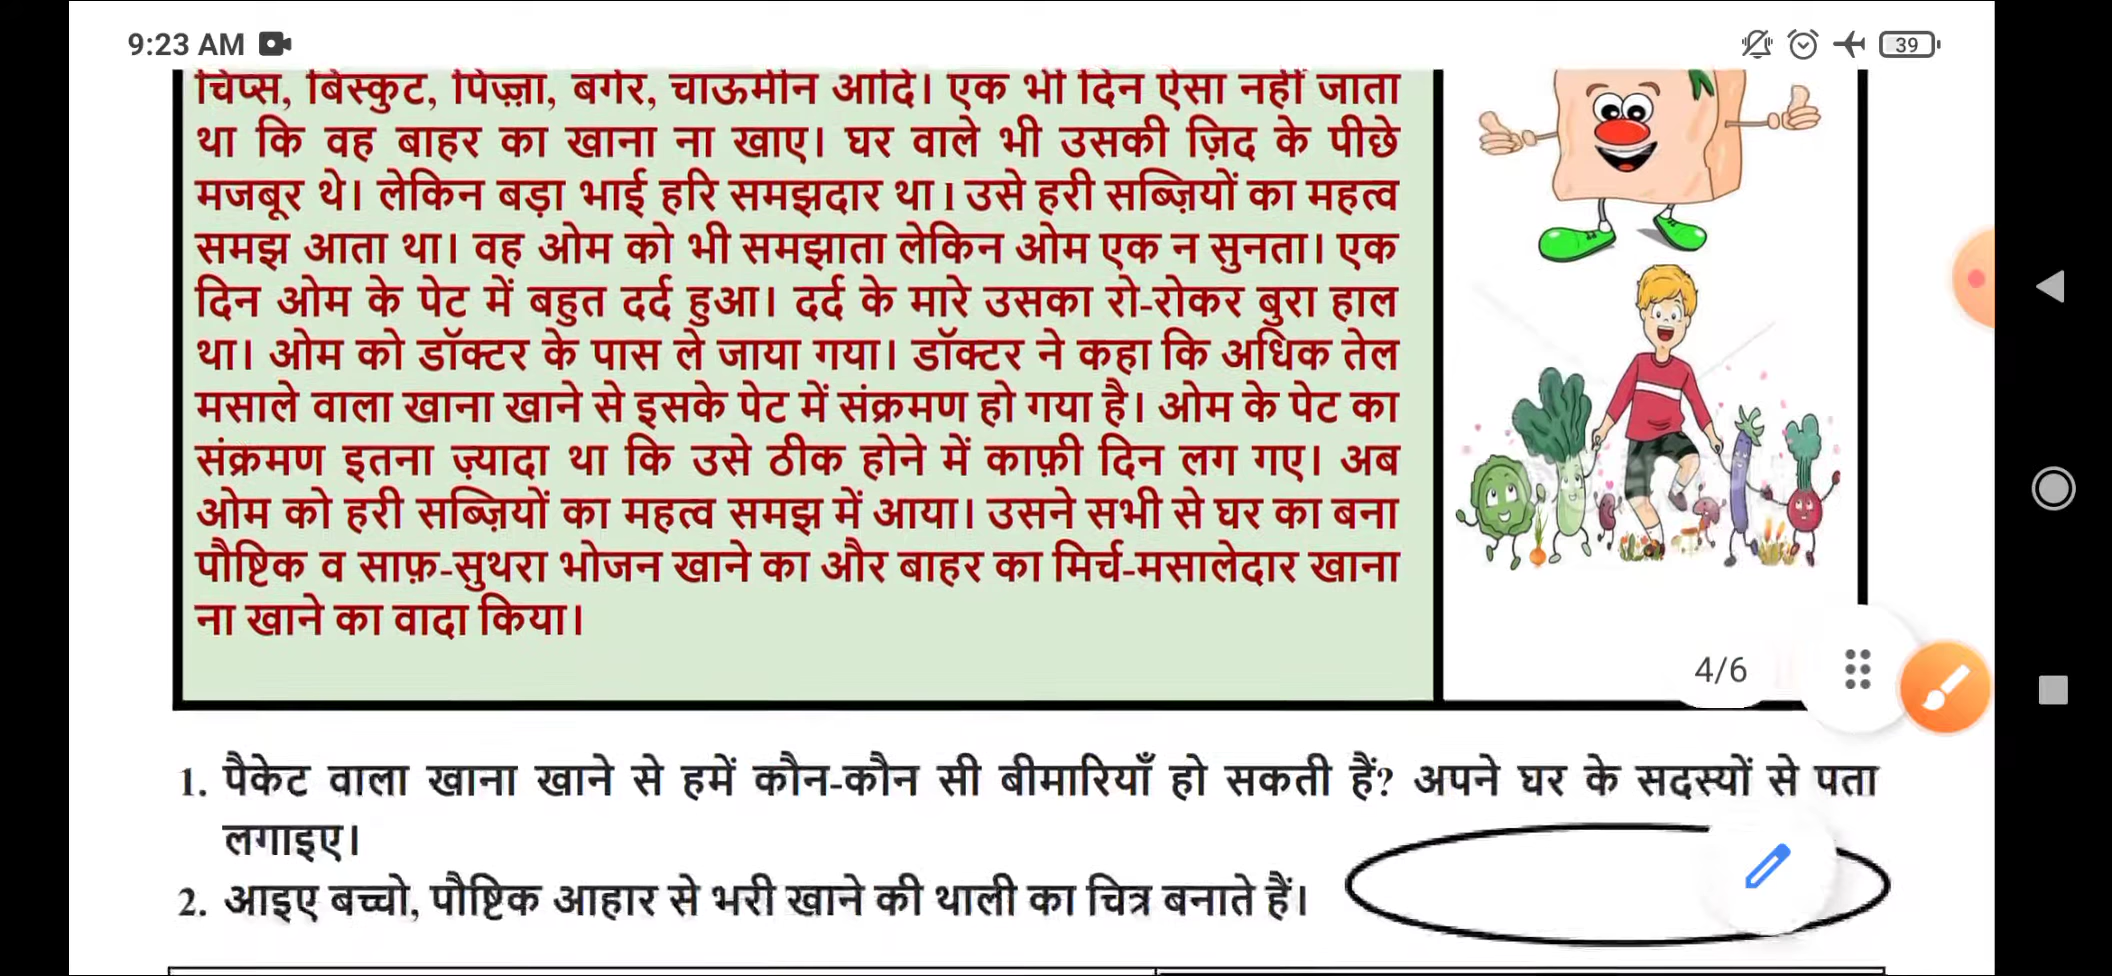 9:23 AM
39
चिप्स, बिस्कुट, पिज़्ज़ा, बर्गर, चाऊमीन आदि। एक भी दिन ऐसा नहीं जाता
था कि वह बाहर का खाना ना खाए। घर वाले भी उसकी ज़िद के पीछे
मजबूर थे। लेकिन बड़ा भाई हरि समझदार था । उसे हरी सब्ज़ियों का महत्व
समझ आता था। वह ओम को भी समझाता लेकिन ओम एक न सुनता। एक
दिन ओम के पेट में बहुत दर्द हुआ। दर्द के मारे उसका रो-रोकर बुरा हाल
था। ओम को डॉक्टर के पास ले जाया गया। डॉक्टर ने कहा कि अधिक तेल
मसाले वाला खाना खाने से इसके पेट में संक्रमण हो गया है। ओम के पेट का
संक्रमण इतना ज़्यादा था कि उसे ठीक होने में काफ़ी दिन लग गए। अब
ओम को हरी सब्ज़ियों का महत्व समझ में आया। उसने सभी से घर का बना
पौष्टिक व साफ़-सुथरा भोजन खाने का और बाहर का मिर्च-मसालेदार खाना
ना खाने का वादा किया।
4/6
1. पैकेट वाला खाना खाने से हमें कौन-कौन सी बीमारियाँ हो सकती हैं? अपने घर के सदस्यों से पता
लगाइए।
2. आइए बच्चो, पौष्टिक आहार से भरी खाने की थाली का चित्र बनाते हैं।